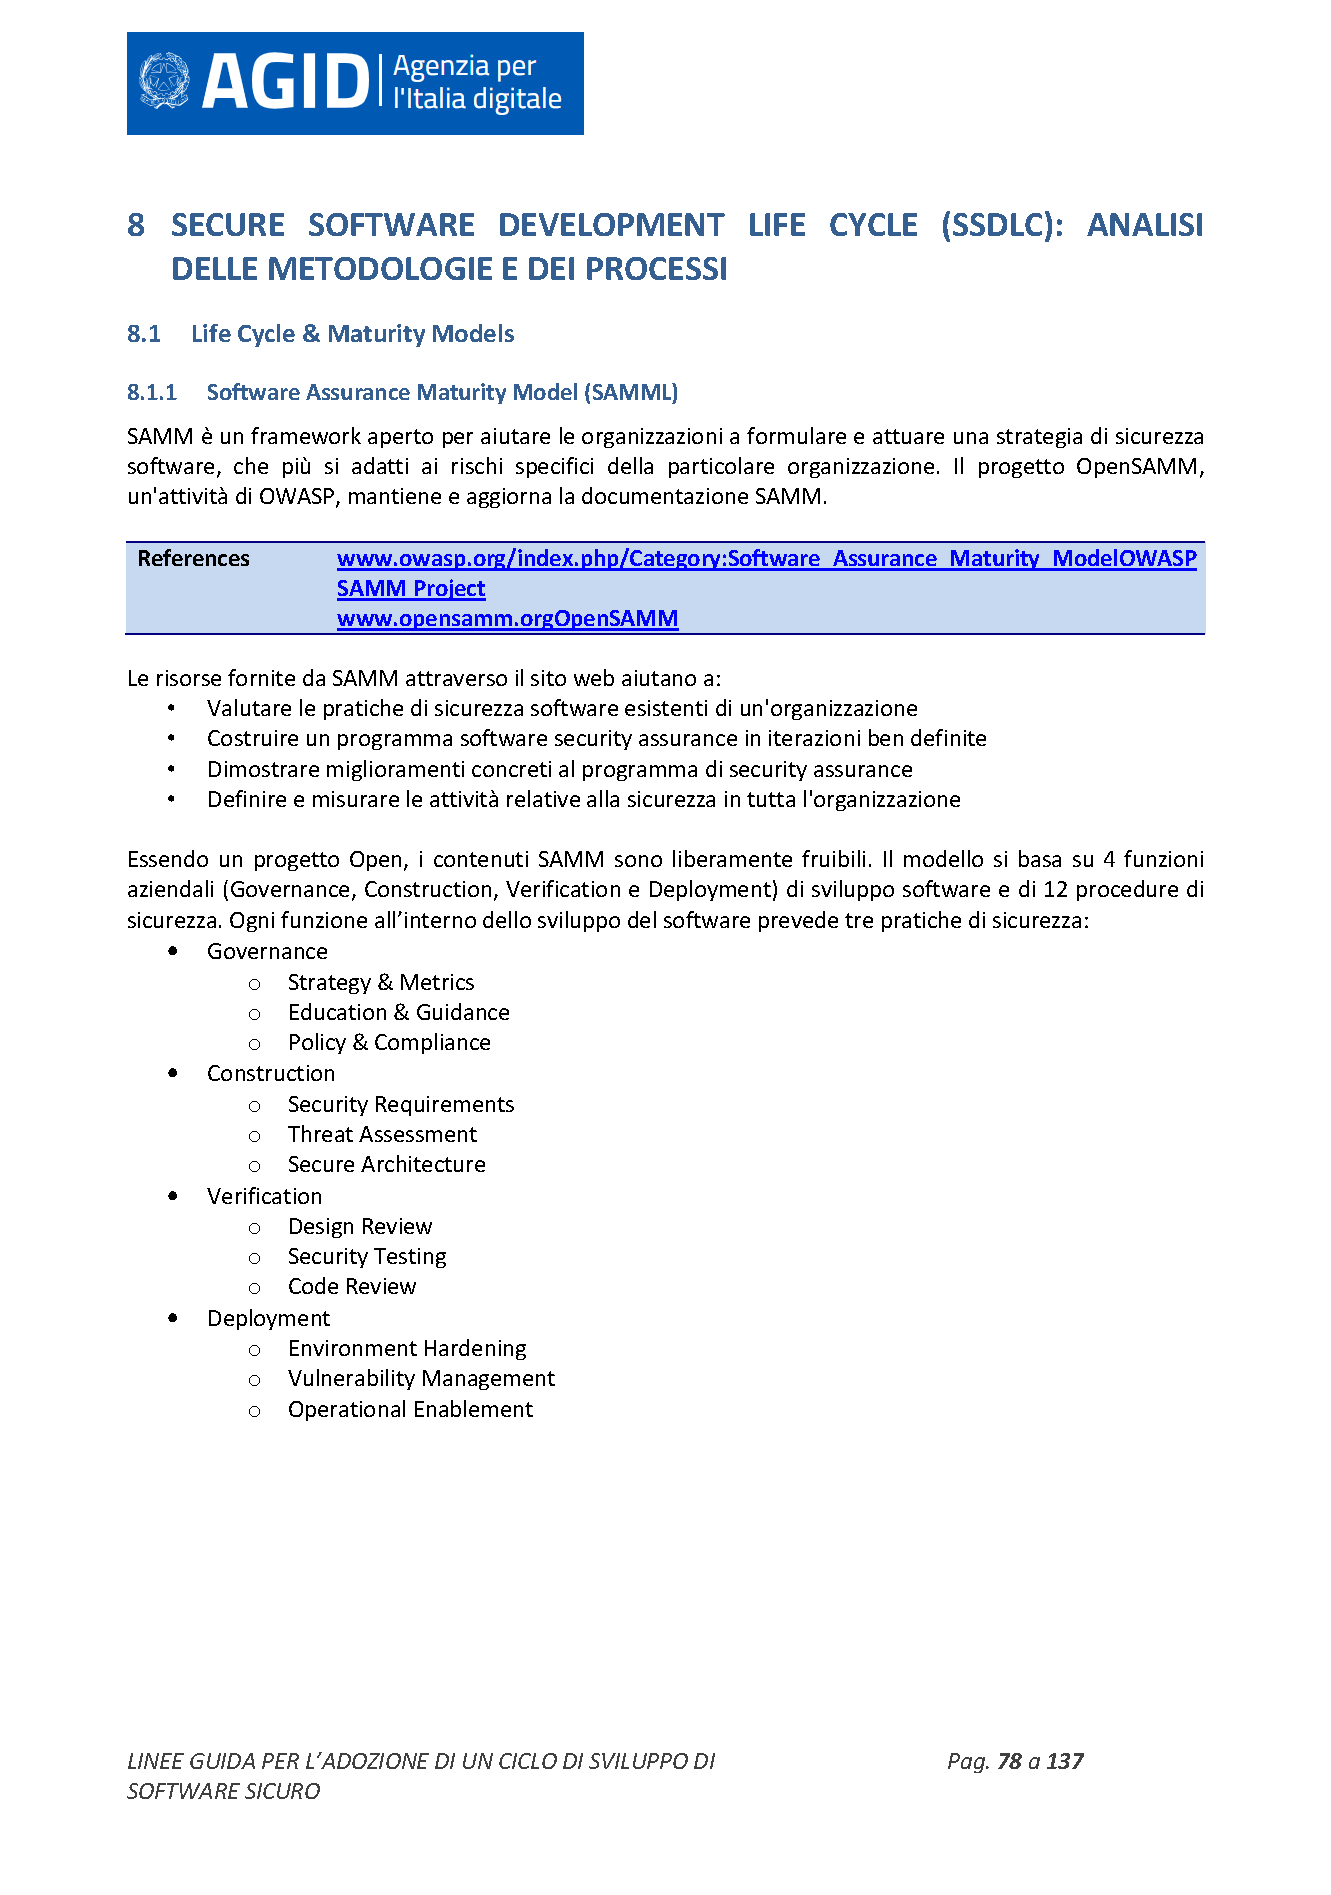 AGID Agenzia per
l'Italia digitale
8 SECURE SOFTWARE DEVELOPMENT LIFE CYCLE (SSDLC): ANALISI
DELLE METODOLOGIE E DEI PROCESSI
8.1 Life Cycle & Maturity Models
8.1.1 Software Assurance Maturity Model (SAMML)
SAMM è un framework aperto per aiutare le organizzazioni a formulare e attuare una strategia di sicurezza
software, che più si adatti ai rischi specifici della particolare organizzazione. Il progetto OpenSAMM,
un'attività di OWASP, mantiene e aggiorna la documentazione SAMM.
References www.owasp.org/index.php/Category:Software Assurance Maturity ModelOWASP
SAMM Project
www.opensamm.orgOpenSAMM
Le risorse fornite da SAMM attraverso il sito web aiutano a:
• Valutare le pratiche di sicurezza software esistenti di un'organizzazione
• Costruire un programma software security assurance in iterazioni ben definite
• Dimostrare miglioramenti concreti al programma di security assurance
• Definire e misurare le attività relative alla sicurezza in tutta l'organizzazione
Essendo un progetto Open, i contenuti SAMM sono liberamente fruibili. Il modello si basa su 4 funzioni
aziendali (Governance, Construction, Verification e Deployment) di sviluppo software e di 12 procedure di
sicurezza. Ogni funzione all’interno dello sviluppo del software prevede tre pratiche di sicurezza:
• Governance
o Strategy & Metrics
o Education & Guidance
o Policy & Compliance
• Construction
o Security Requirements
o Threat Assessment
o Secure Architecture
• Verification
o Design Review
o Security Testing
o Code Review
• Deployment
o Environment Hardening
o Vulnerability Management
o Operational Enablement
LINEE GUIDA PER L’ADOZIONE DI UN CICLO DI SVILUPPO DI Pag. 78 a 137
SOFTWARE SICURO